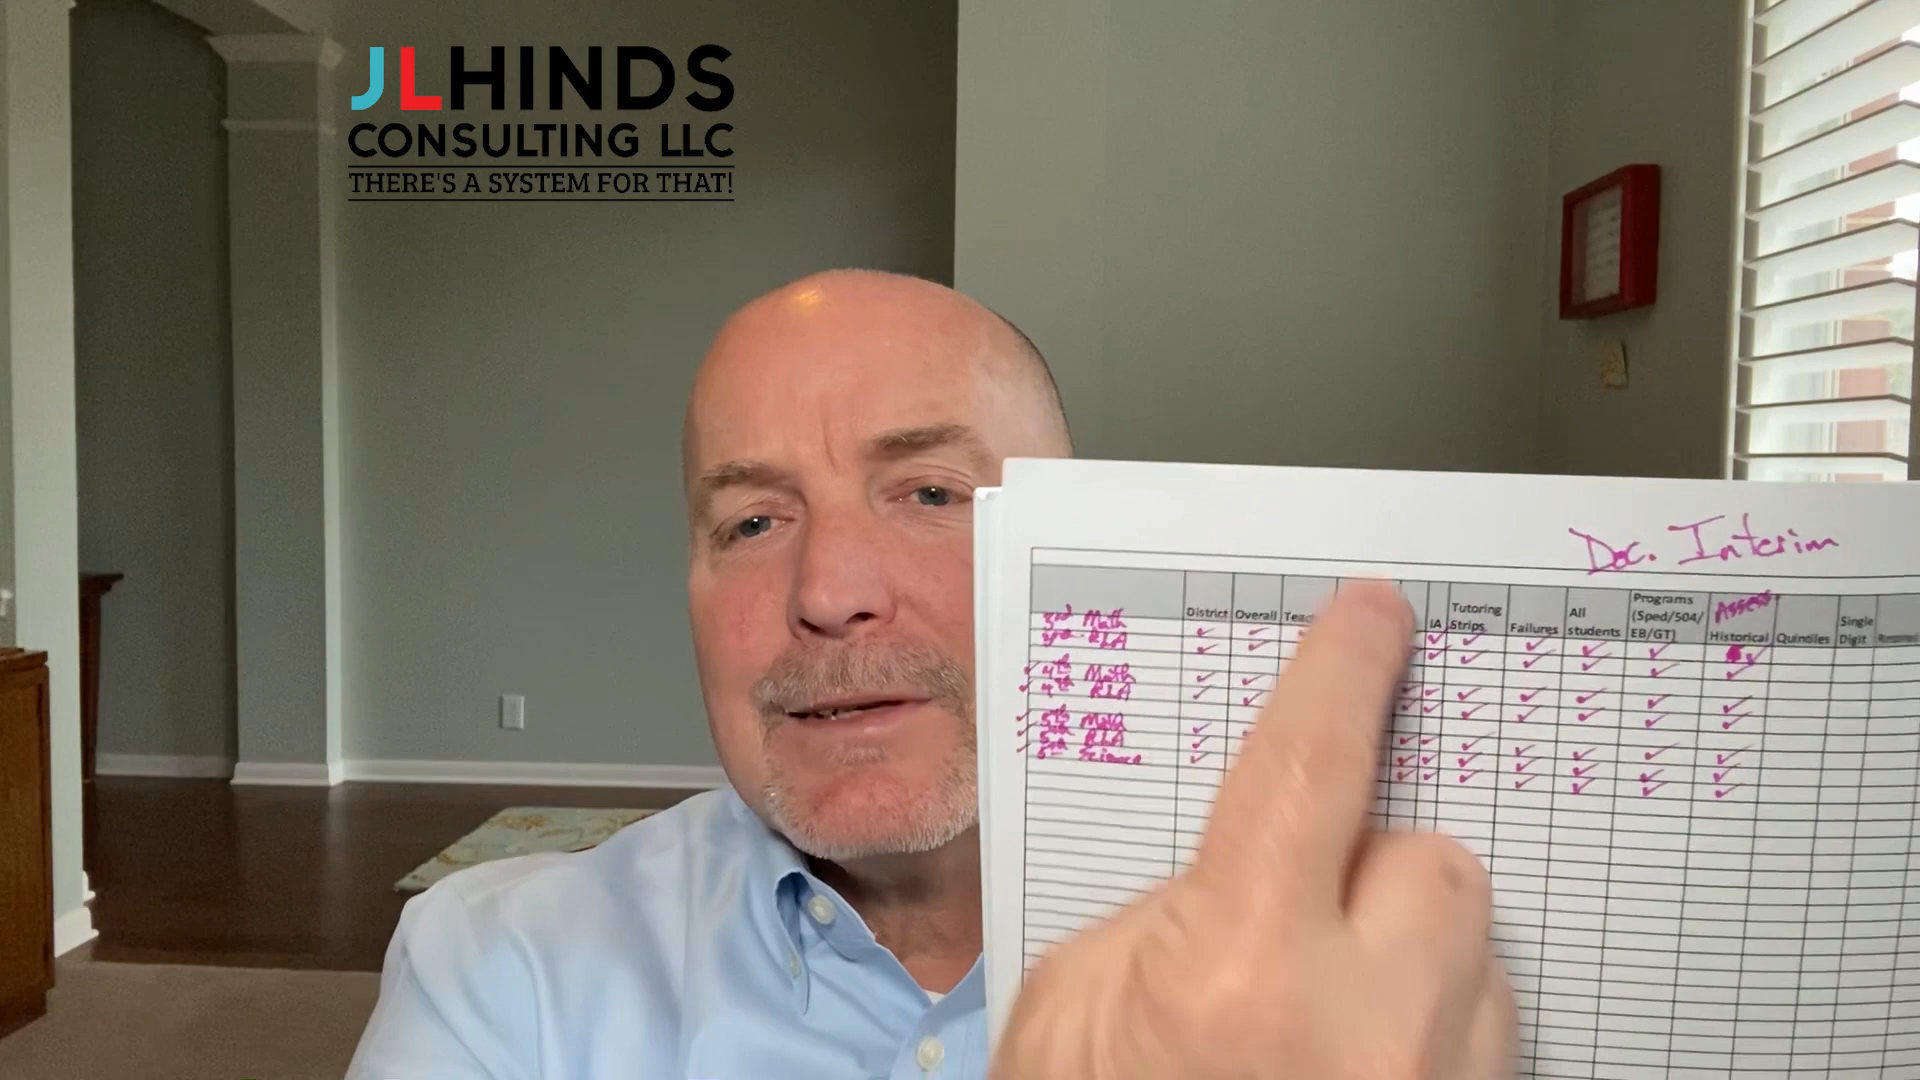 JLHINDS
CONSULTING LLC
THERE'S A SYSTEM FOR THAT!
Dec. Interim
District Overall IA Tutoring Strips Failures All students Programs (Sped/504/ EB/GT) Assess Historical Quintiles Single Digit
3rd Math
3rd RLA
4th Math
4th RLA
5th Math
5th RLA
5th Science